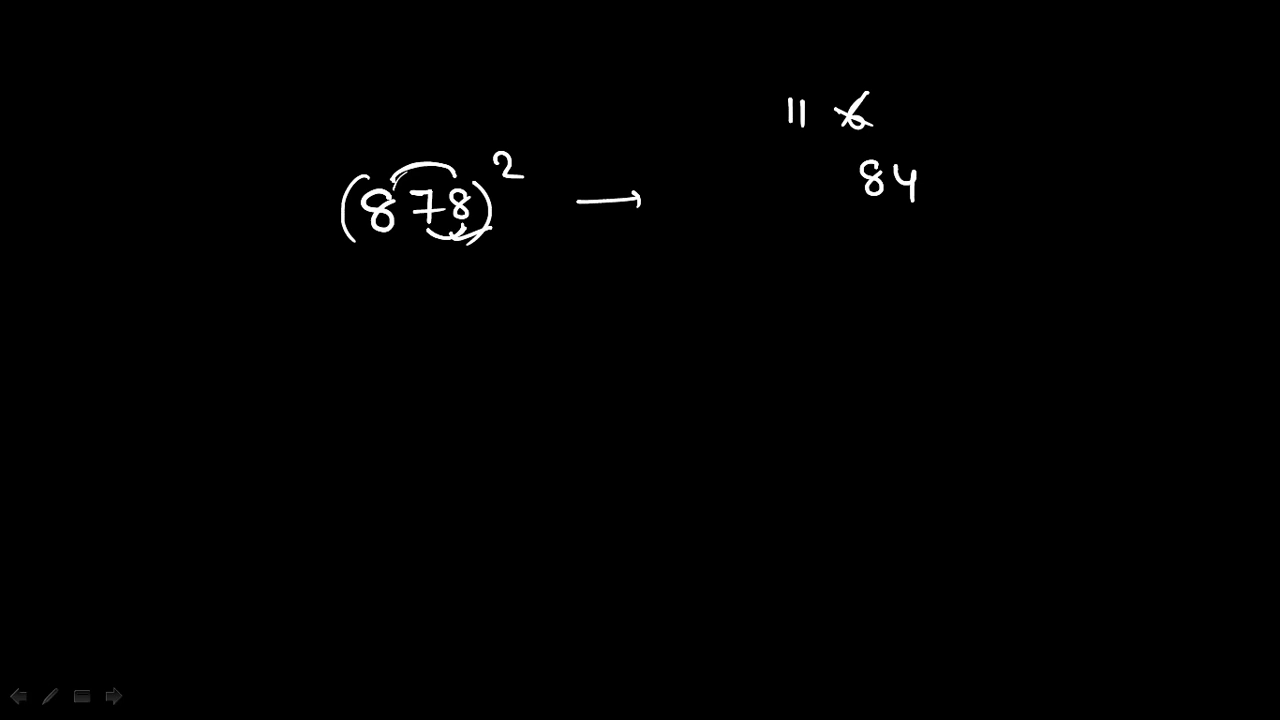 11 6
84
(878)² →